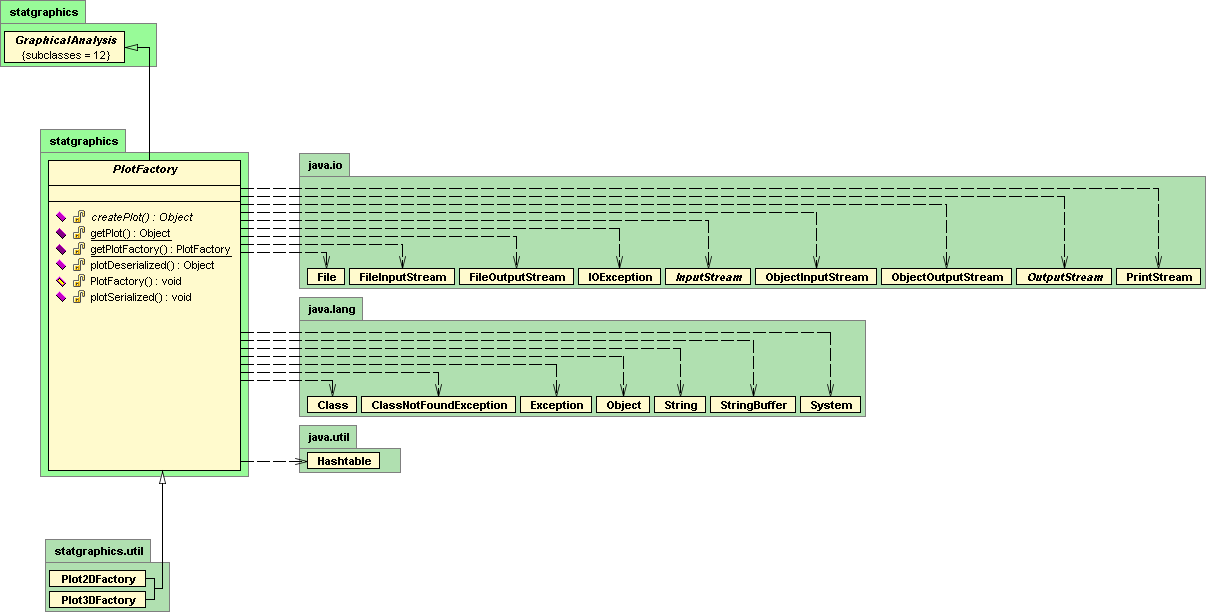 statgraphics
GraphicalAnalysis
{subclasses = 12}
statgraphics
PlotFactory
createPlot() : Object
getPlot() : Object
getPlotFactory() : PlotFactory
plotDeserialized() : Object
PlotFactory() : void
plotSerialized() : void
java.io
File FileInputStream FileOutputStream IOException InputStream ObjectInputStream ObjectOutputStream OutputStream PrintStream
java.lang
Class ClassNotFoundException Exception Object String StringBuffer System
java.util
Hashtable
statgraphics.util
Plot2DFactory
Plot3DFactory